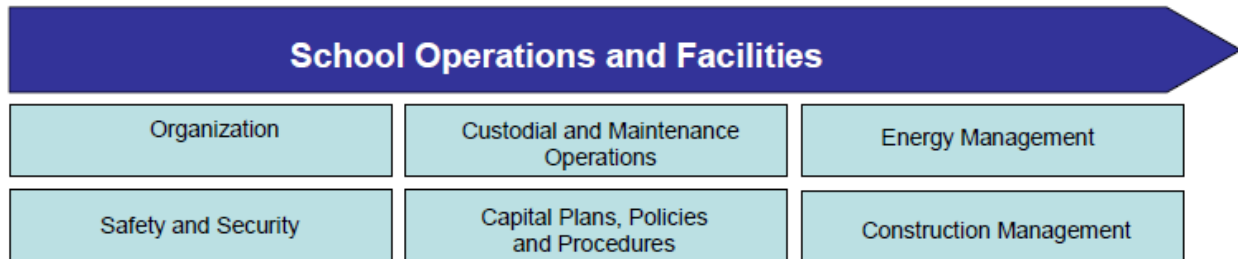 School Operations and Facilities
Organization
Custodial and Maintenance
Operations
Energy Management
Safety and Security
Capital Plans, Policies
and Procedures
Construction Management